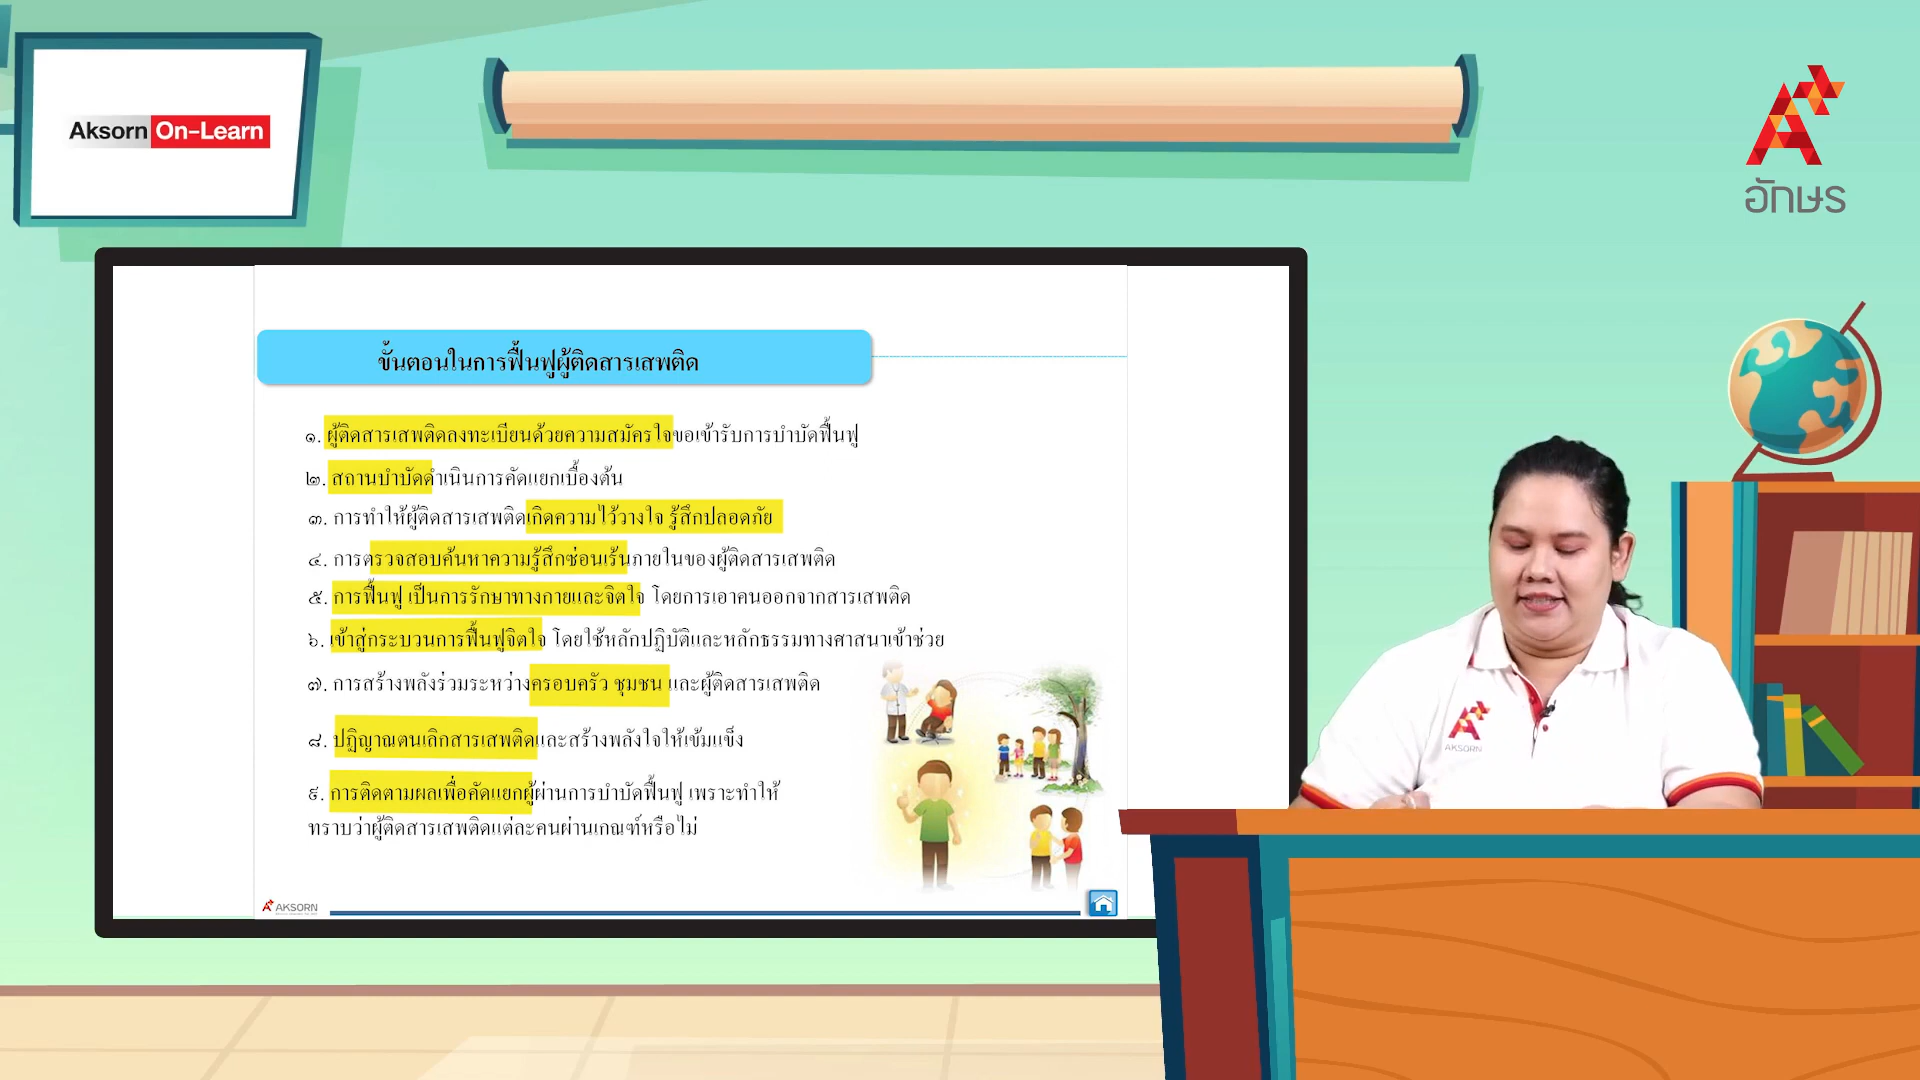 Aksorn On-Learn
อักษร
ขั้นตอนในการฟื้นฟูผู้ติดสารเสพติด
๑. ผู้ติดสารเสพติดลงทะเบียนด้วยความสมัครใจขอเข้ารับการบำบัดฟื้นฟู
๒. สถานบำบัดดำเนินการคัดแยกเบื้องต้น
๓. การทำให้ผู้ติดสารเสพติดเกิดความไว้วางใจ รู้สึกปลอดภัย
๔. การตรวจสอบค้นหาความรู้สึกซ่อนเร้นภายในของผู้ติดสารเสพติด
๕. การฟื้นฟู เป็นการรักษาทางกายและจิตใจ โดยการเอาคนออกจากสารเสพติด
๖. เข้าสู่กระบวนการฟื้นฟูจิตใจ โดยใช้หลักปฏิบัติและหลักธรรมทางศาสนาเข้าช่วย
๗. การสร้างพลังร่วมระหว่างครอบครัว ชุมชน และผู้ติดสารเสพติด
๘. ปฏิญาณตนเลิกสารเสพติดและสร้างพลังใจให้เข้มแข็ง
๙. การติดตามผลเพื่อคัดแยกผู้ผ่านการบำบัดฟื้นฟู เพราะทำให้
ทราบว่าผู้ติดสารเสพติดแต่ละคนผ่านเกณฑ์หรือไม่
AKSORN
AKSORN